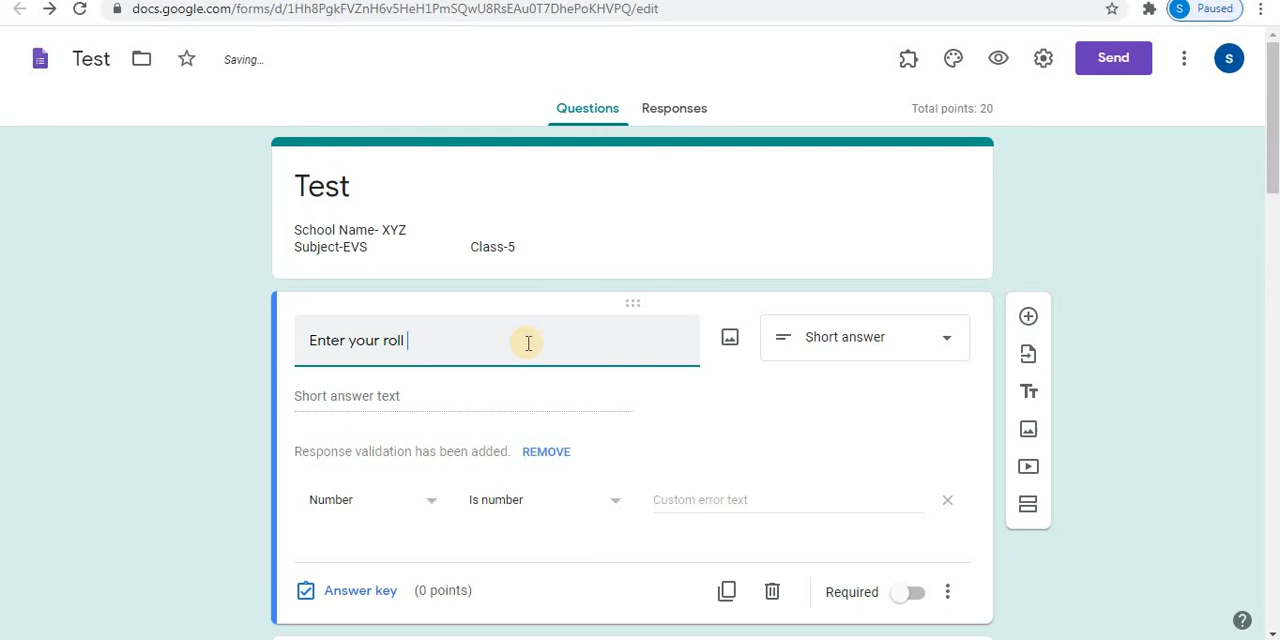 docs.google.com/forms/d/1Hh8PgkFVZnH6v5HeH1PmSQwU8RsEAu0T7DhePoKHVPQ/edit
S Paused
Test
Saving...
Send
S
Questions Responses Total points: 20
Test
School Name- XYZ
Subject-EVS Class-5
Enter your roll
Short answer
Short answer text
Response validation has been added. REMOVE
Number Is number Custom error text
Answer key (0 points) Required